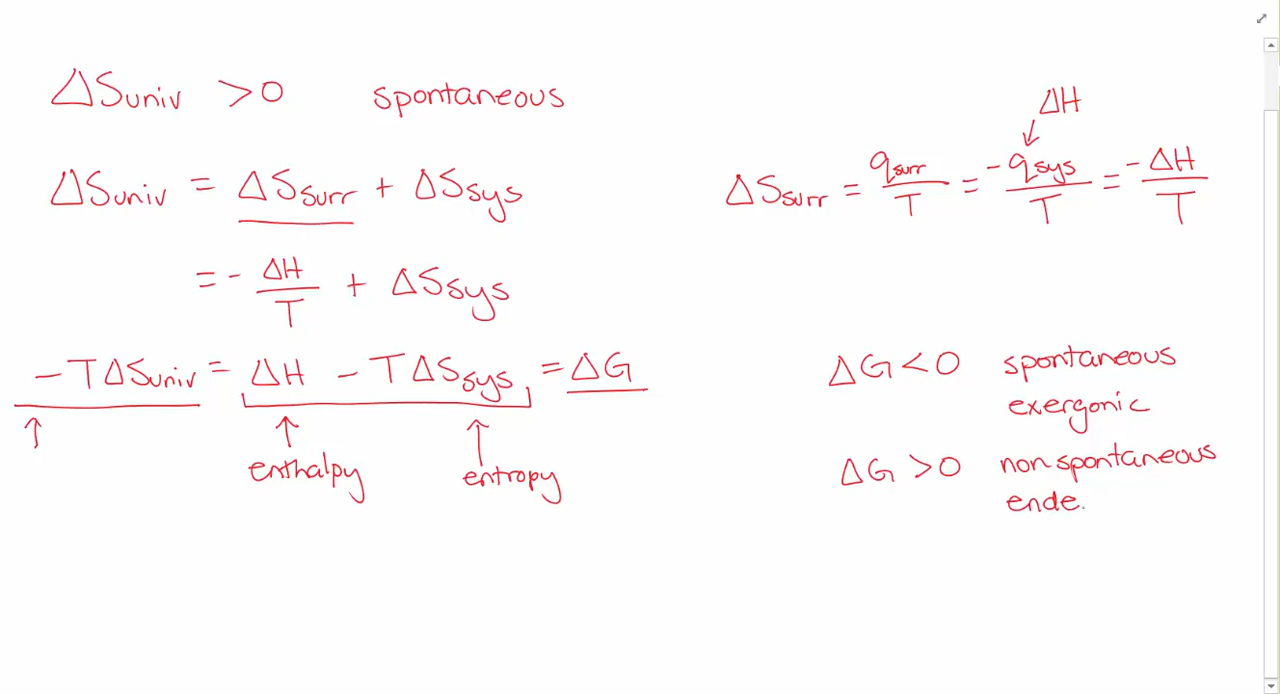 ΔSuniv >0 spontaneous
ΔSuniv = ΔSsurr + ΔSsys
= - ΔH/T + ΔSsys
- TΔSuniv = ΔH - TΔSsys = ΔG
↑ ↑ ↑
enthalpy entropy
ΔH
↓
ΔSsurr = qsurr/T = -qsys/T = -ΔH/T
ΔG<0 spontaneous
exergonic
ΔG >0 nonspontaneous
ende.